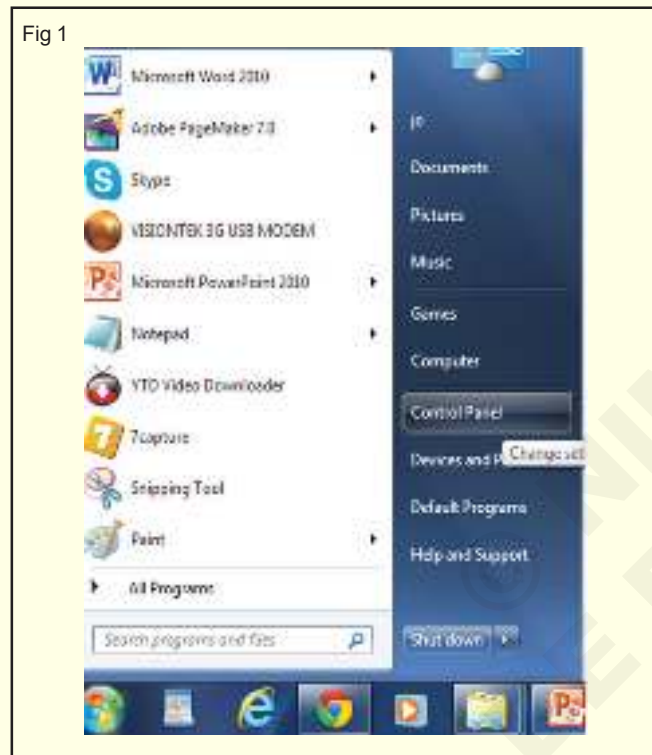 Fig 1
Microsoft Word 2010
Adobe PageMaker 7.0
Skype
VISIONTEK 3G USB MODEM
Microsoft PowerPoint 2010
Notepad
YTD Video Downloader
7capture
Snipping Tool
Paint
All Programs
Search programs and files
Documents
Pictures
Music
Games
Computer
Control Panel
Change set
Devices and P
Default Programs
Help and Support
Shut down